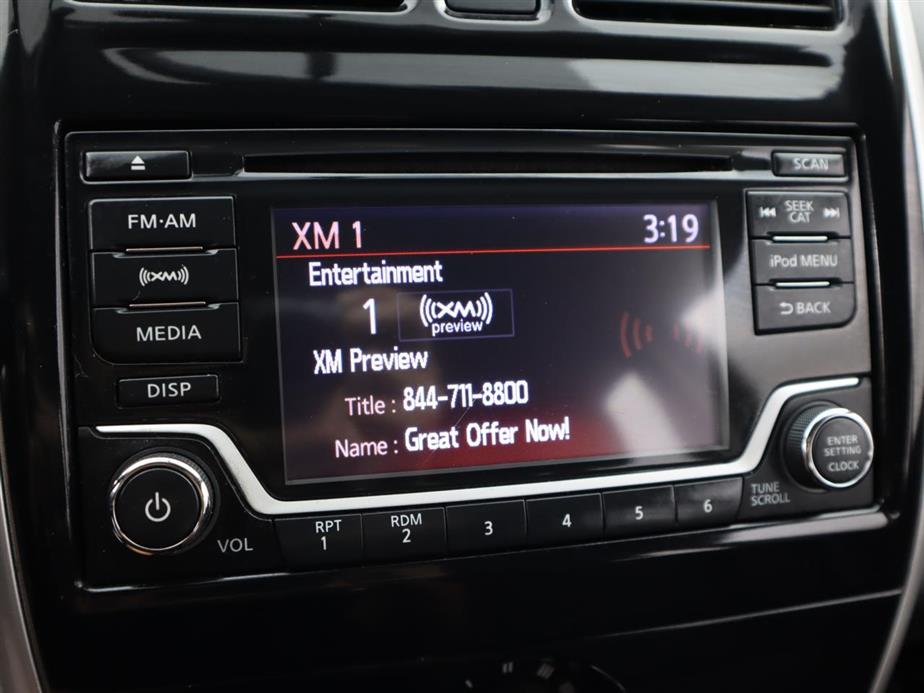 SCAN
FM·AM
XM 1 3:19
SEEK
CAT
((XM))
Entertainment
iPod MENU
1 ((XM))
preview
BACK
MEDIA
XM Preview
DISP
Title : 844-711-8800
Name : Great Offer Now!
ENTER
SETTING
CLOCK
TUNE
SCROLL
VOL
RPT
1
RDM
2
3
4
5
6